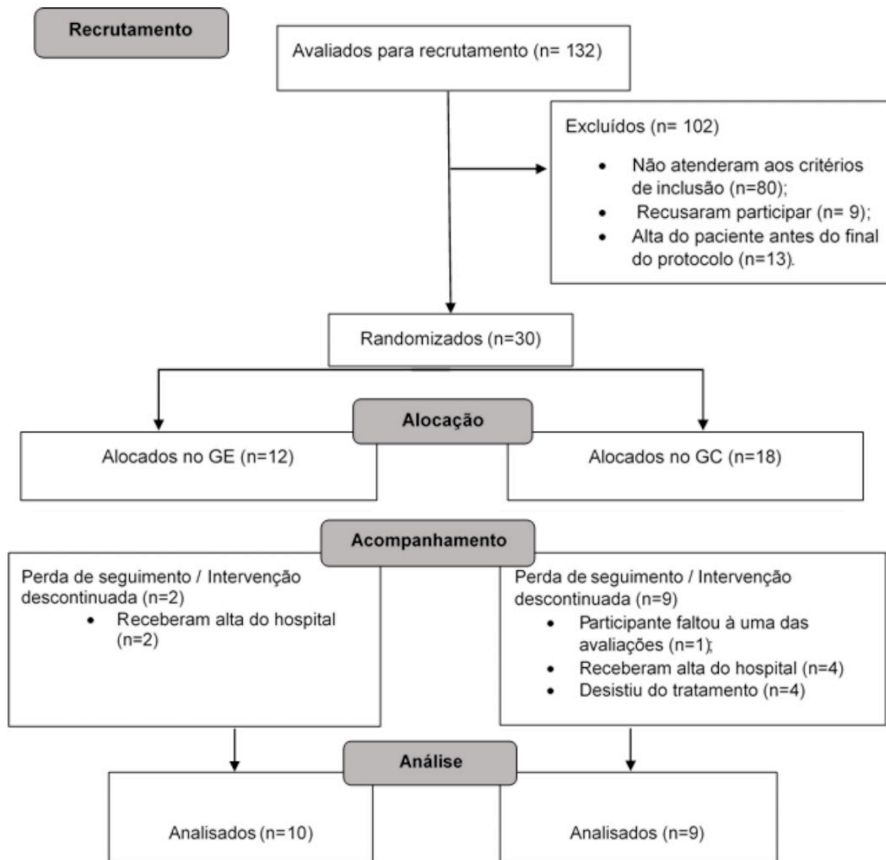 Recrutamento
Avaliados para recrutamento (n= 132)
Excluídos (n= 102)
• Não atenderam aos critérios
de inclusão (n=80);
• Recusaram participar (n= 9);
• Alta do paciente antes do final
do protocolo (n=13).
Randomizados (n=30)
Alocação
Alocados no GE (n=12)
Alocados no GC (n=18)
Acompanhamento
Perda de seguimento / Intervenção
descontinuada (n=2)
• Receberam alta do hospital
(n=2)
Perda de seguimento / Intervenção
descontinuada (n=9)
• Participante faltou à uma das
avaliações (n=1);
• Receberam alta do hospital (n=4)
• Desistiu do tratamento (n=4)
Análise
Analisados (n=10)
Analisados (n=9)